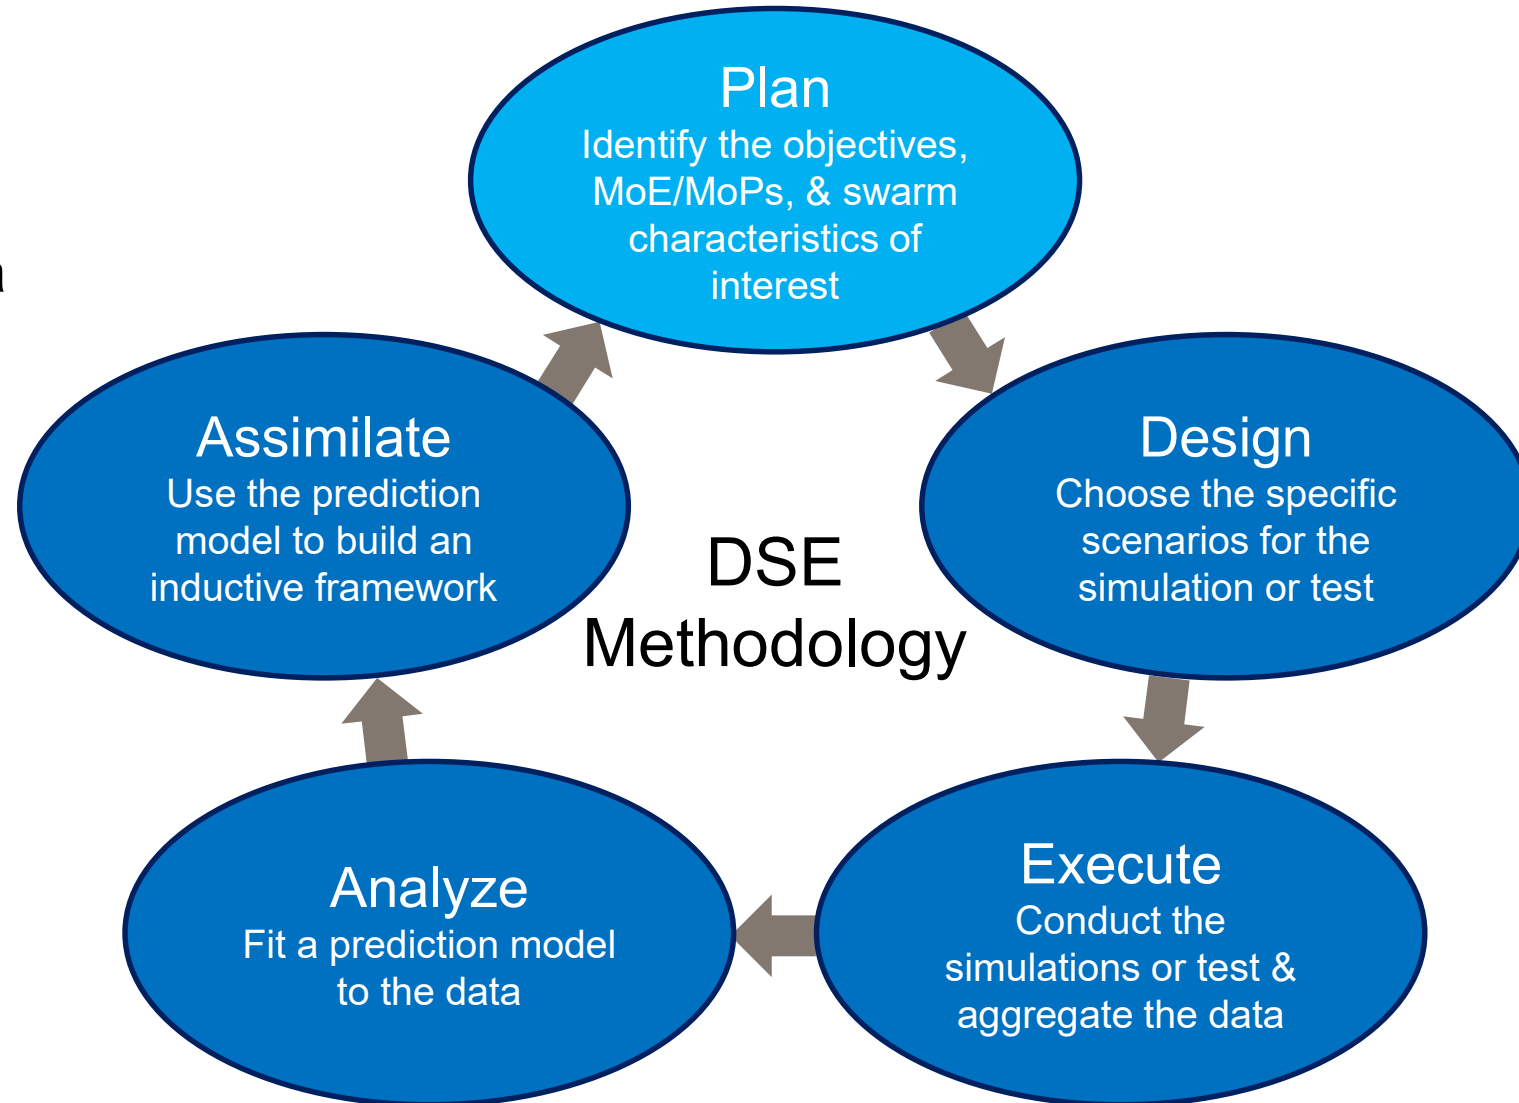 Plan
Identify the objectives,
MoE/MoPs, & swarm
characteristics of
interest
Design
Choose the specific
scenarios for the
simulation or test
Execute
Conduct the
simulations or test &
aggregate the data
Analyze
Fit a prediction model
to the data
Assimilate
Use the prediction
model to build an
inductive framework
DSE
Methodology